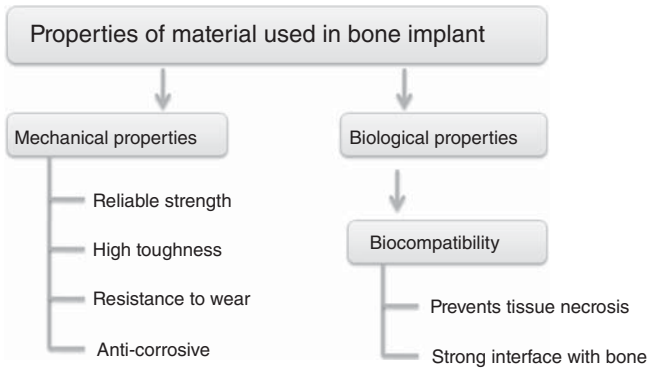 Properties of material used in bone implant
Mechanical properties
Reliable strength
High toughness
Resistance to wear
Anti-corrosive
Biological properties
Biocompatibility
Prevents tissue necrosis
Strong interface with bone